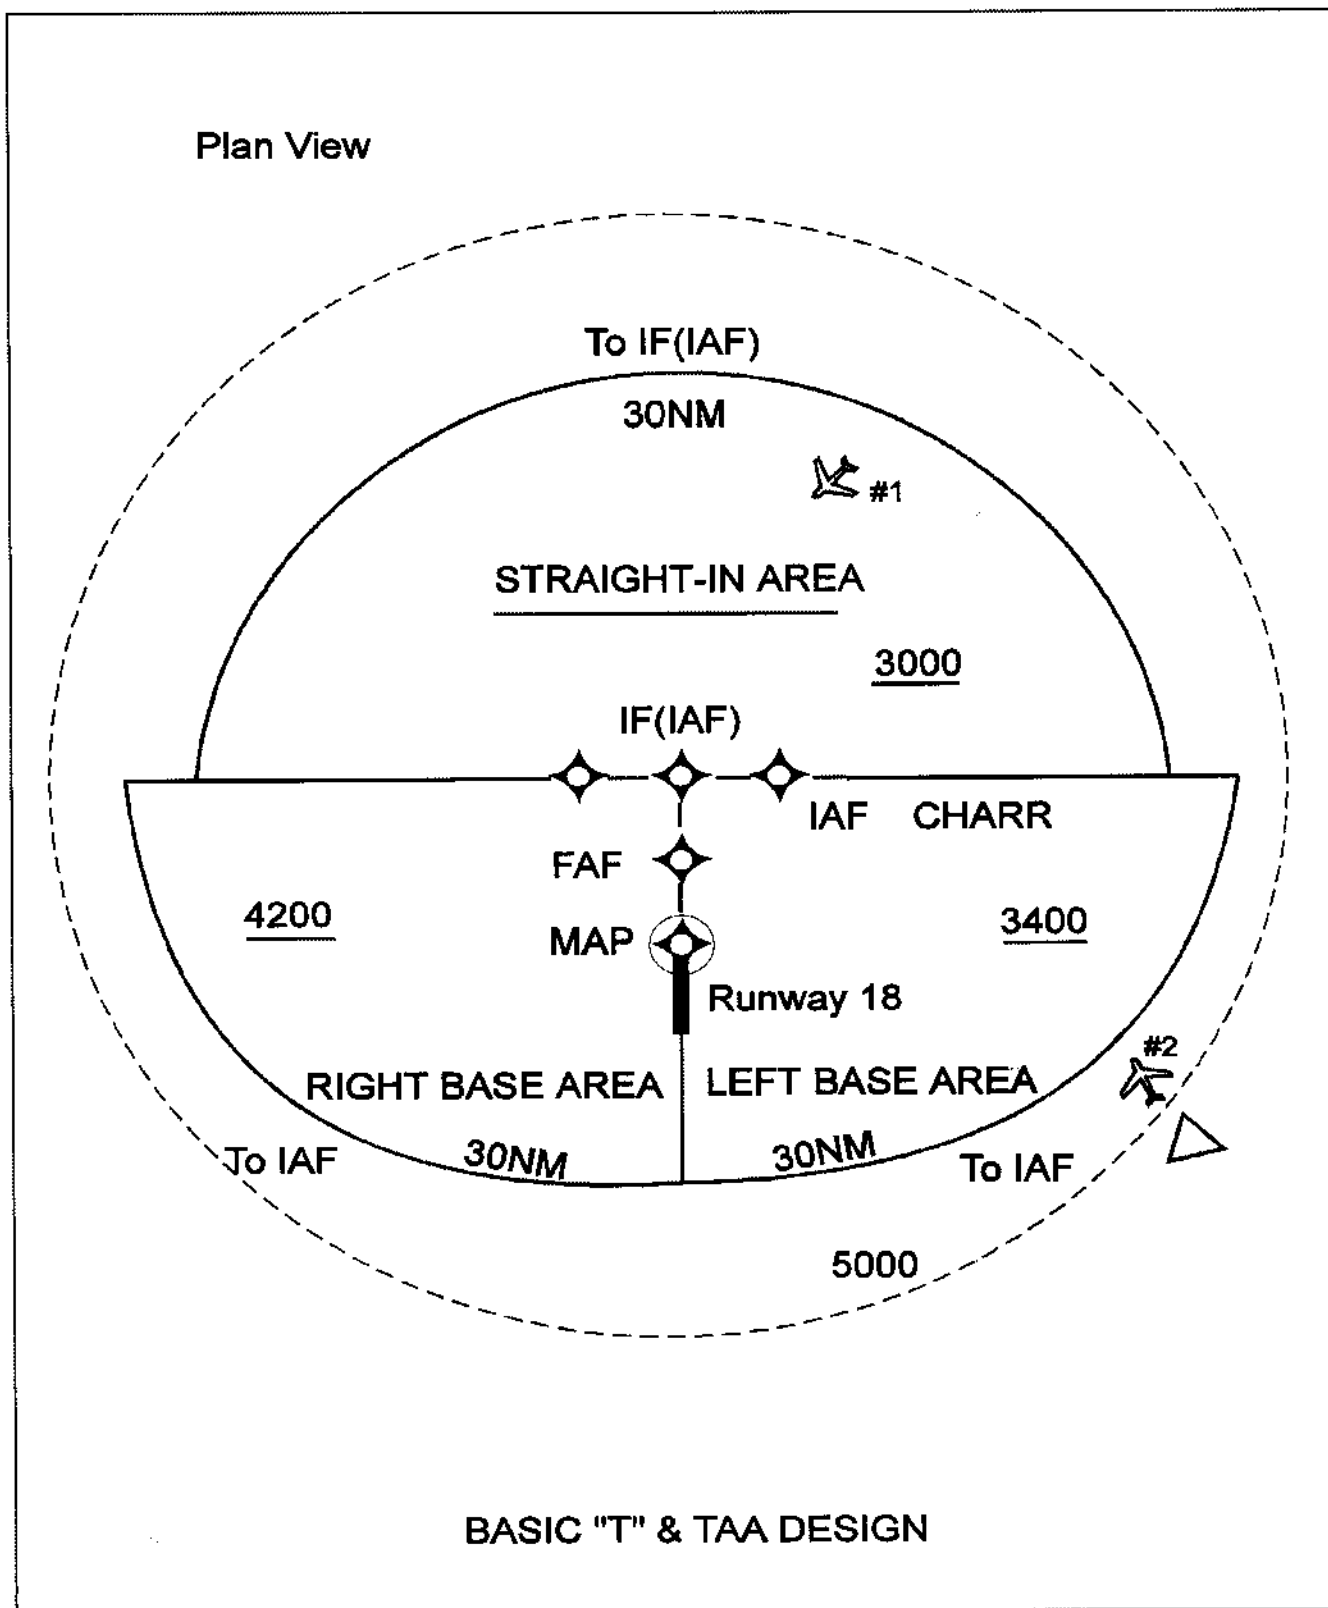 Plan View
To IF(IAF)
30NM
#1
STRAIGHT-IN AREA
3000
IF(IAF)
IAF CHARR
FAF
4200
3400
MAP
Runway 18
#2
RIGHT BASE AREA
LEFT BASE AREA
To IAF
30NM
30NM
To IAF
5000
BASIC "T" & TAA DESIGN